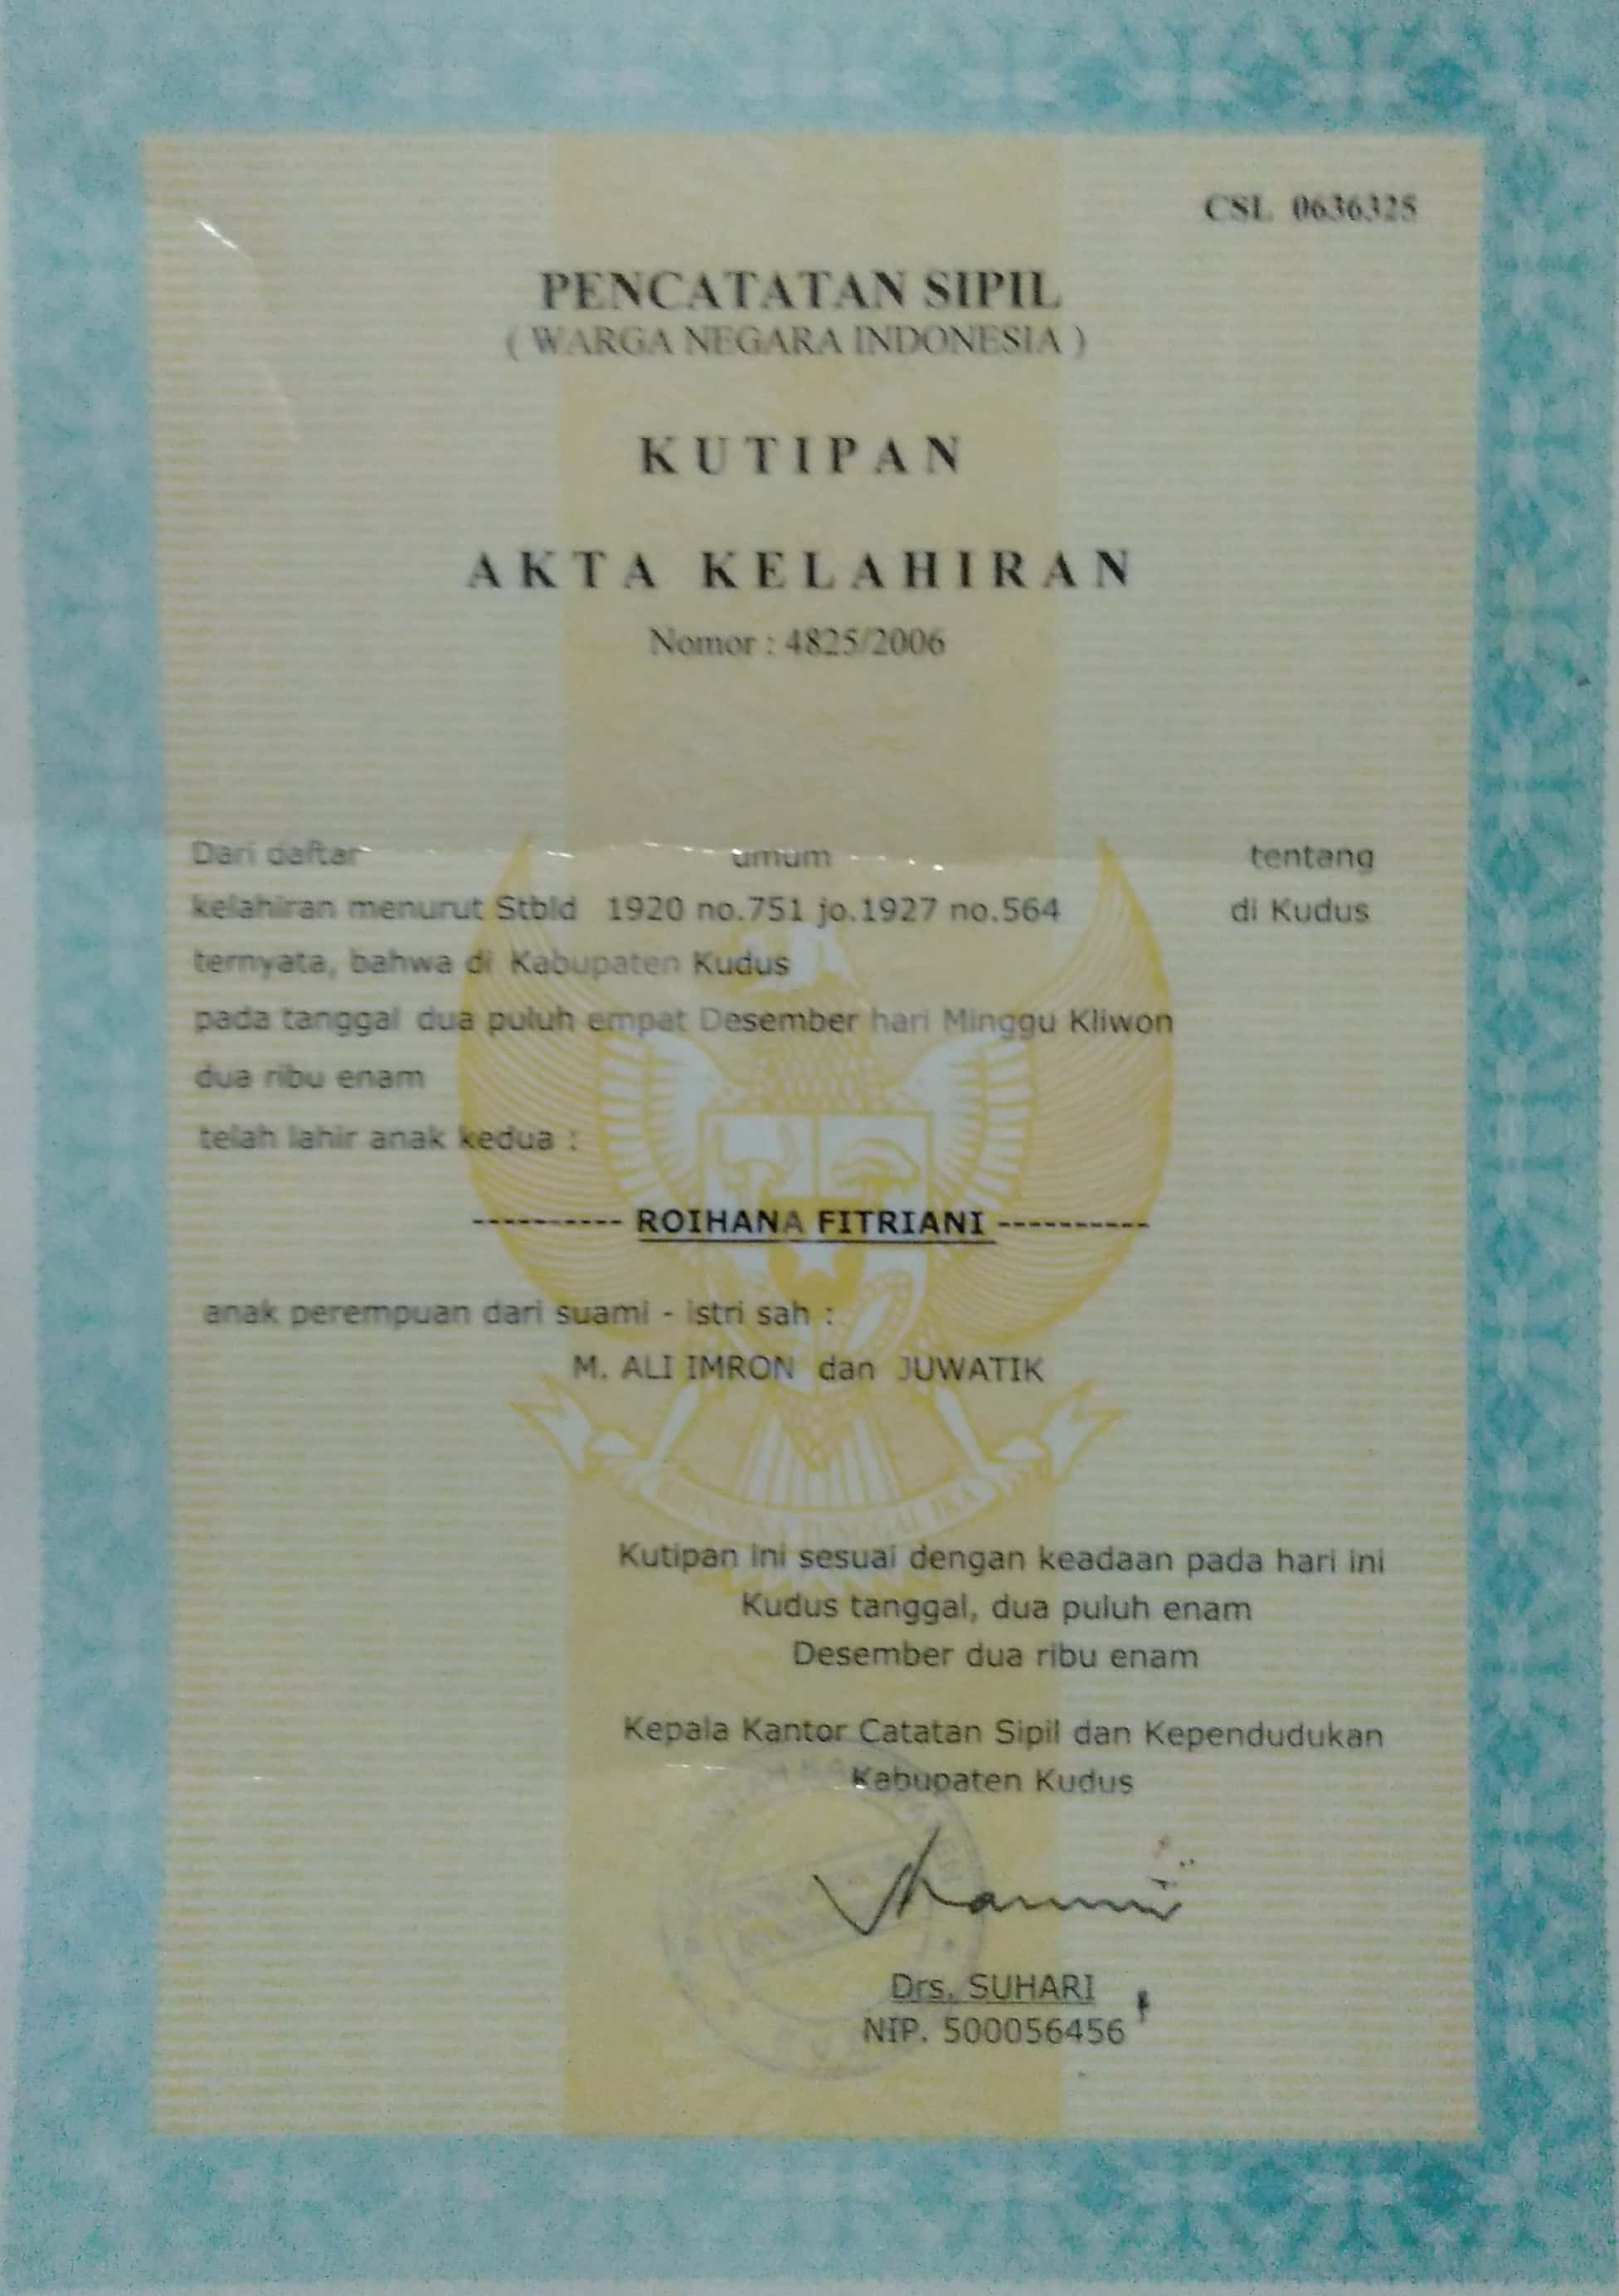 CSL 0636325
PENCATATAN SIPIL
( WARGA NEGARA INDONESIA )
KUTIPAN
AKTA KELAHIRAN
Nomor : 4825/2006
Dari daftar umum tentang
kelahiran menurut Stbld 1920 no.751 jo.1927 no.564 di Kudus
ternyata, bahwa di Kabupaten Kudus
pada tanggal dua puluh empat Desember hari Minggu Kliwon
dua ribu enam
telah lahir anak kedua :
---------- ROIHANA FITRIANI ----------
anak perempuan dari suami - istri sah :
M. ALI IMRON dan JUWATIK
Kutipan ini sesuai dengan keadaan pada hari ini
Kudus tanggal, dua puluh enam
Desember dua ribu enam
Kepala Kantor Catatan Sipil dan Kependudukan
Kabupaten Kudus
Drs. SUHARI
NIP. 500056456